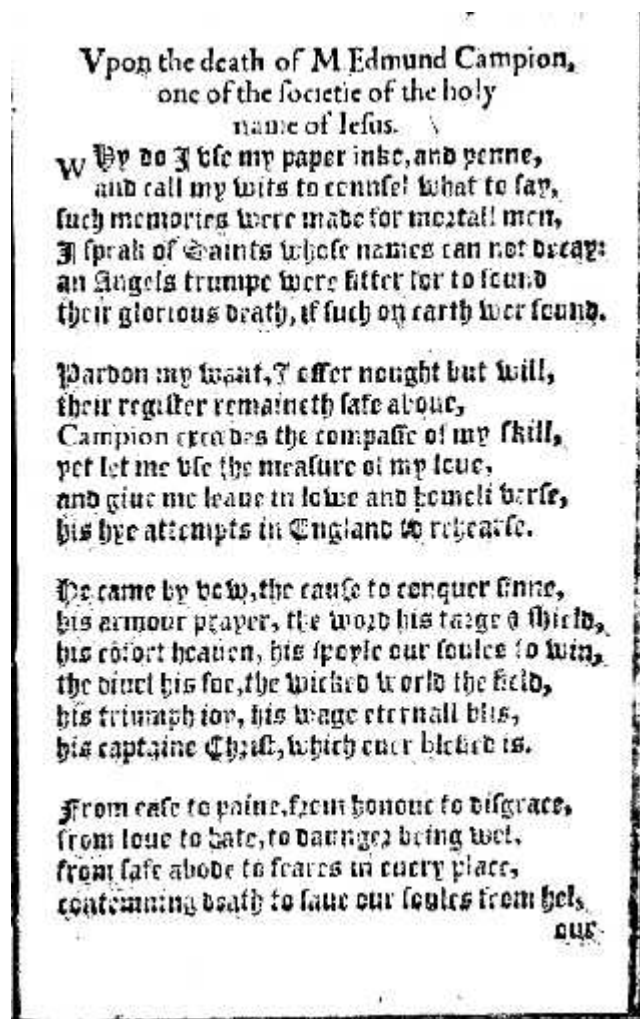 Vpon the death of M Edmund Campion,
one of the societie of the holy
name of Iesus.
WHy do I vse my paper inke, and penne,
and call my wits to counsel what to say,
such memories were made for mortall men,
I speak of Saints whose names can not decay:
an Angels trumpe were fitter for to sound
their glorious death, if such on earth wer found.

Pardon my want, I offer nought but will,
their register remaineth safe aboue,
Campion exceedes the compasse of my skill,
yet let me vse the measure of my loue,
and giue me leaue in lowe and homeli verse,
his hye attempts in England to rehearse.

He came by vow, the cause to conquer sinne,
his armour prayer, the word his targe & shield,
his cōfort heauen, his spoyle our soules to win,
the diuel his foe, the wicked world the field,
his triumph ioy, his wage eternall blis,
his captaine Christ, which euer blessed is.

From ease to paine, from honour to disgrace,
from loue to hate, to daunger being wel,
from safe abode to feares in euery place,
contemning death to saue our soules from hel,
our